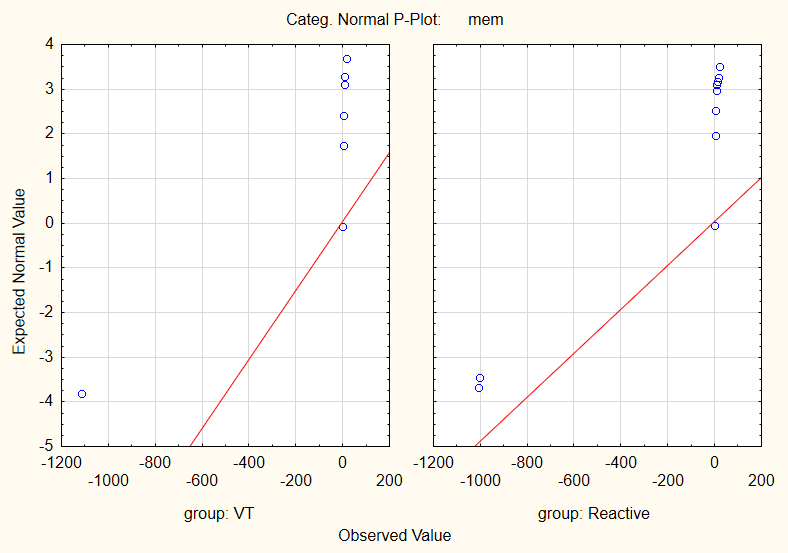 Categ. Normal P-Plot: mem
Expected Normal Value
4
3
2
1
0
-1
-2
-3
-4
-5
-1200 -800 -600 -400 0
-1000 -600 -200 200
-1200 -800 -400 0
-1000 -600 -200 200
group: VT
group: Reactive
Observed Value